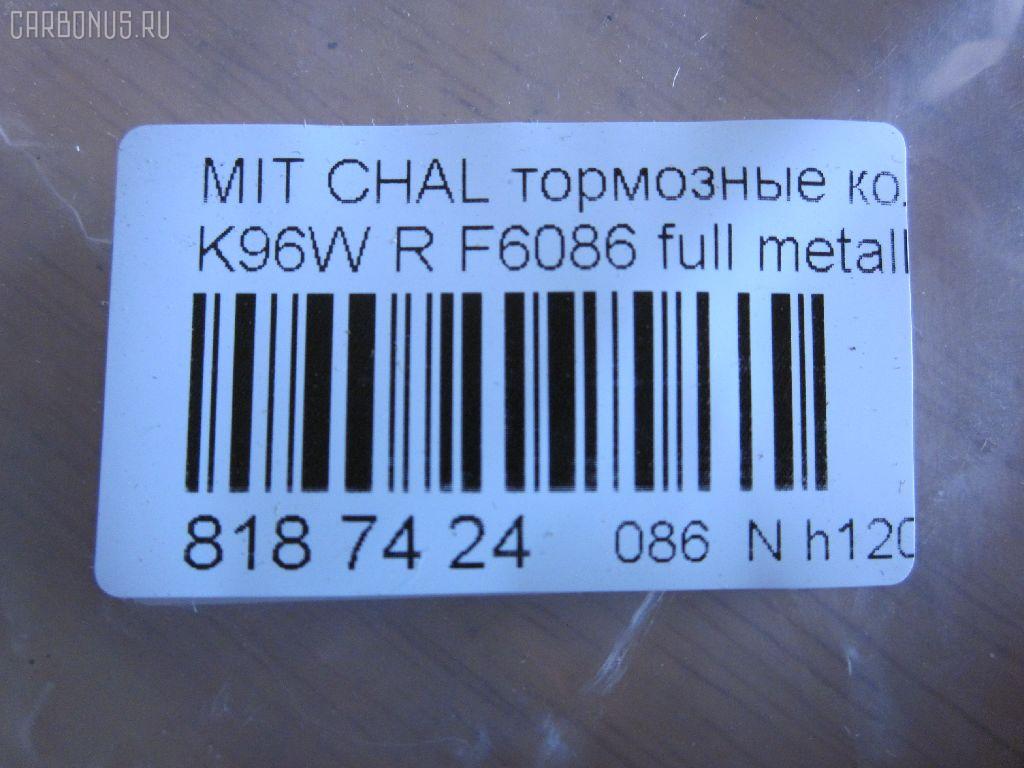 CARBONUS.RU
MIT CHAL тормозные ко
K96W R F6086 full metall
818 74 24 086 N h120